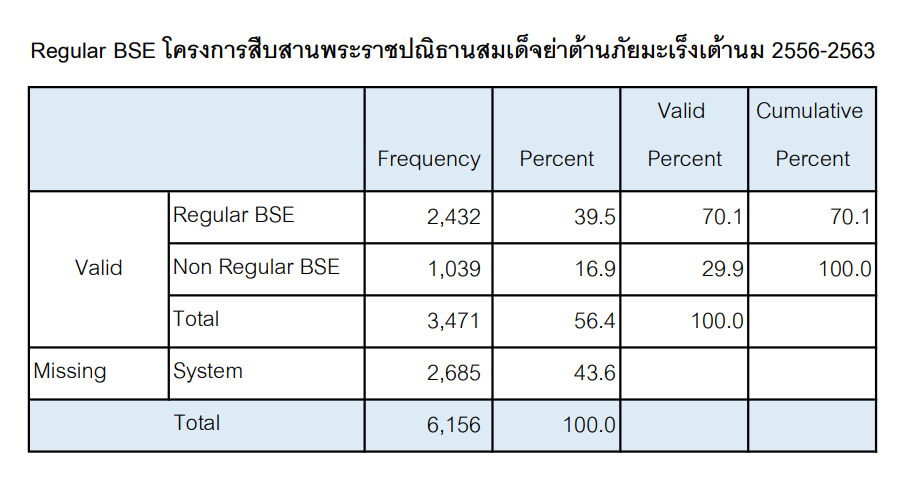 Regular BSE โครงการสืบสานพระราชปณิธานสมเด็จย่าต้านภัยมะเร็งเต้านม 2556-2563
Frequency Percent Valid Percent Cumulative Percent
Valid Regular BSE 2,432 39.5 70.1 70.1
Non Regular BSE 1,039 16.9 29.9 100.0
Total 3,471 56.4 100.0
Missing System 2,685 43.6
Total 6,156 100.0